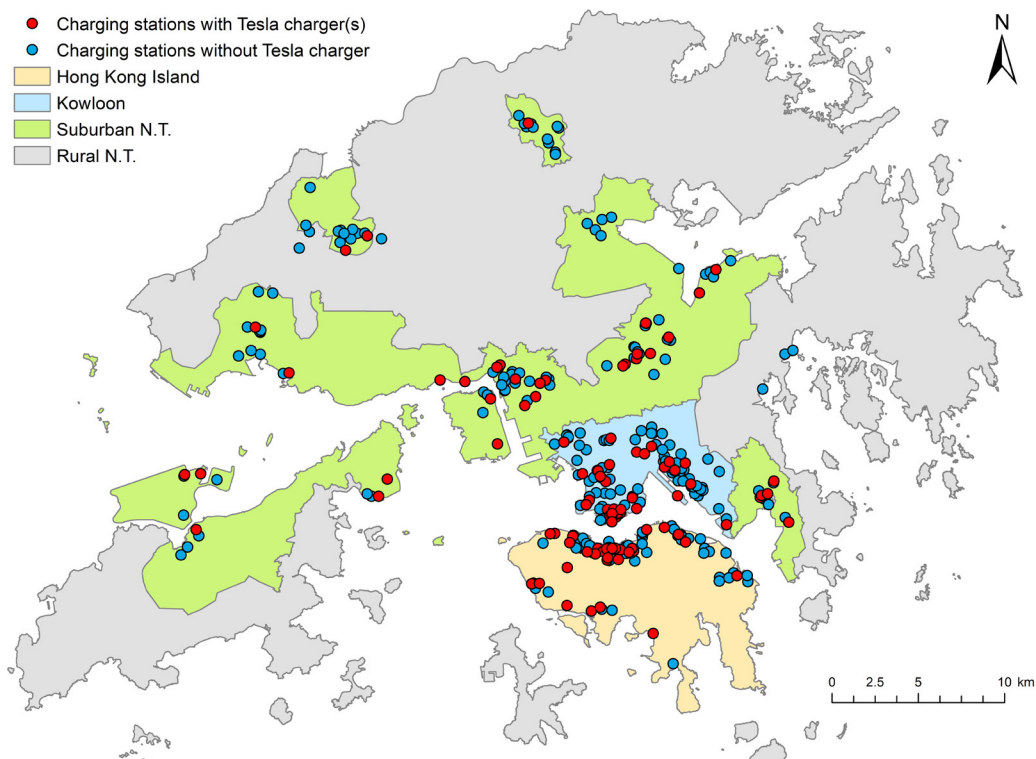 Charging stations with Tesla charger(s)
Charging stations without Tesla charger
Hong Kong Island
Kowloon
Suburban N.T.
Rural N.T.
N
0 2.5 5 10 km